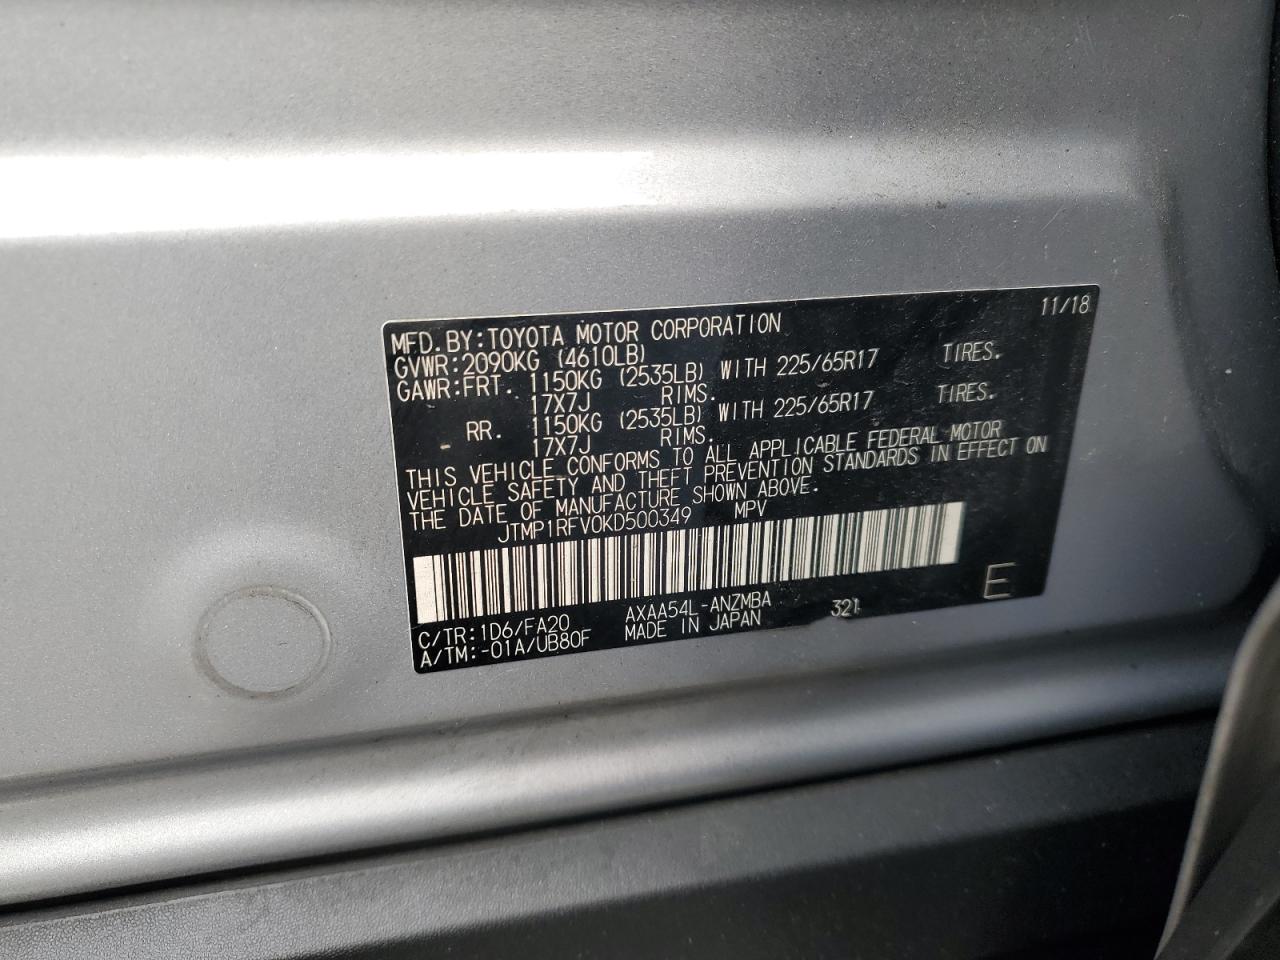 11/18
MFD.BY:TOYOTA MOTOR CORPORATION
GVWR:2090KG (4610LB)
GAWR:FRT. 1150KG (2535LB) WITH 225/65R17 TIRES.
17X7J RIMS.
RR. 1150KG (2535LB) WITH 225/65R17 TIRES.
17X7J RIMS.
THIS VEHICLE CONFORMS TO ALL APPLICABLE FEDERAL MOTOR
VEHICLE SAFETY AND THEFT PREVENTION STANDARDS IN EFFECT ON
THE DATE OF MANUFACTURE SHOWN ABOVE.
JTMP1RFV0KD500349 MPV
C/TR:1D6/FA20 AXAA54L-ANZMBA 321
A/TM:-01A/UB80F MADE IN JAPAN
E